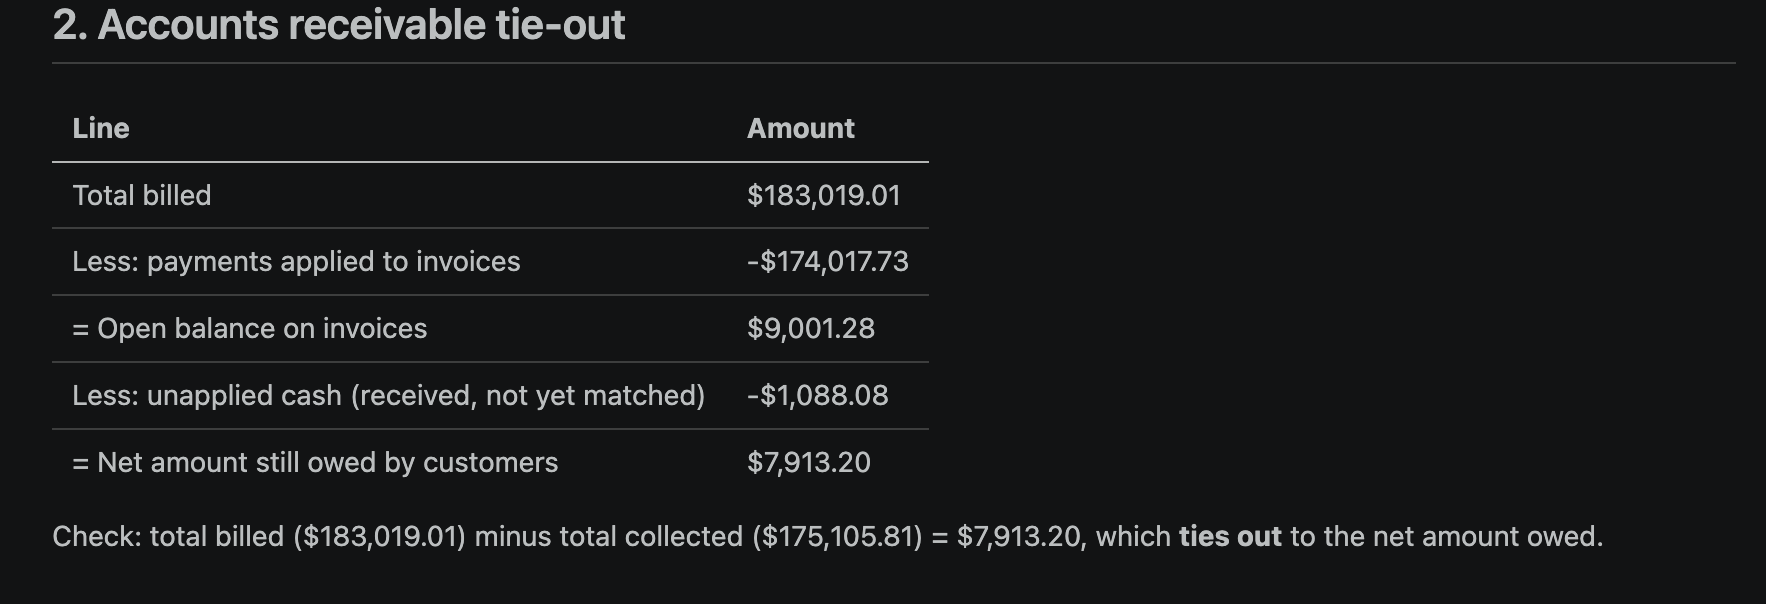 2. Accounts receivable tie-out
Line Amount
Total billed $183,019.01
Less: payments applied to invoices -$174,017.73
= Open balance on invoices $9,001.28
Less: unapplied cash (received, not yet matched) -$1,088.08
= Net amount still owed by customers $7,913.20
Check: total billed ($183,019.01) minus total collected ($175,105.81) = $7,913.20, which ties out to the net amount owed.